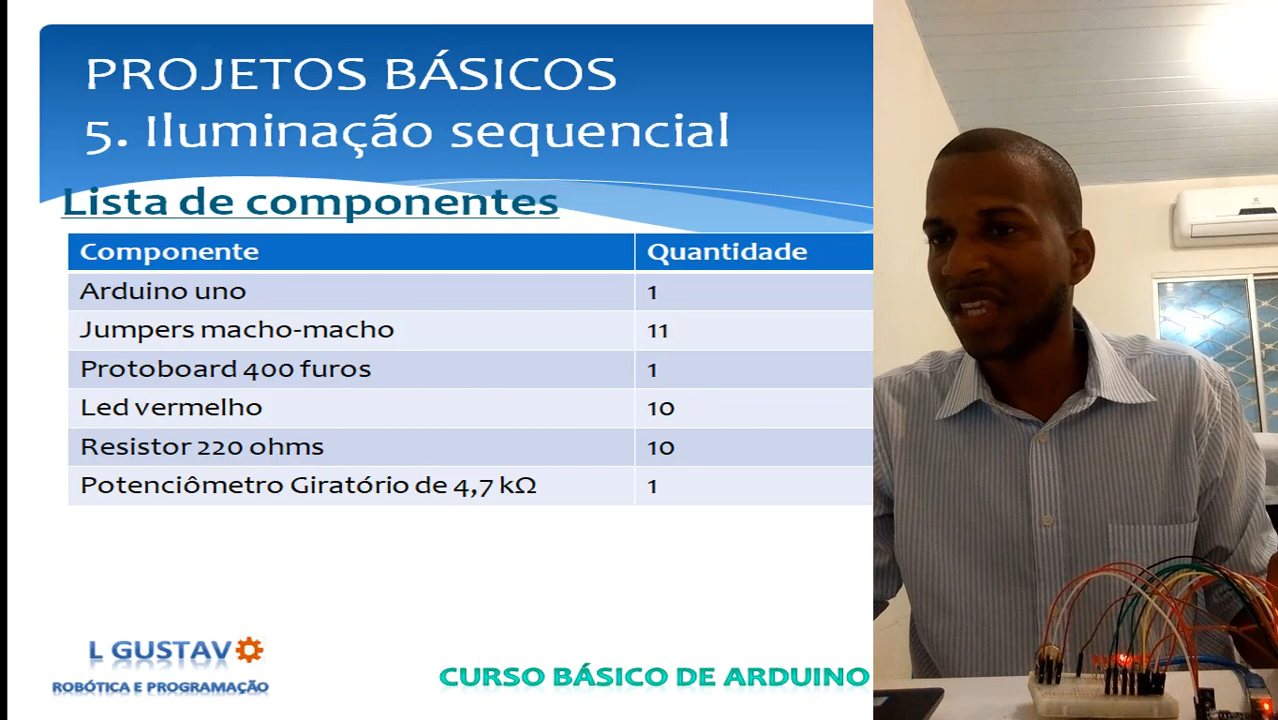 PROJETOS BÁSICOS
5. Iluminação sequencial
Lista de componentes
Componente Quantidade
Arduino uno 1
Jumpers macho-macho 11
Protoboard 400 furos 1
Led vermelho 10
Resistor 220 ohms 10
Potenciômetro Giratório de 4,7 kΩ 1
L GUSTAVO
ROBÓTICA E PROGRAMAÇÃO
CURSO BÁSICO DE ARDUINO